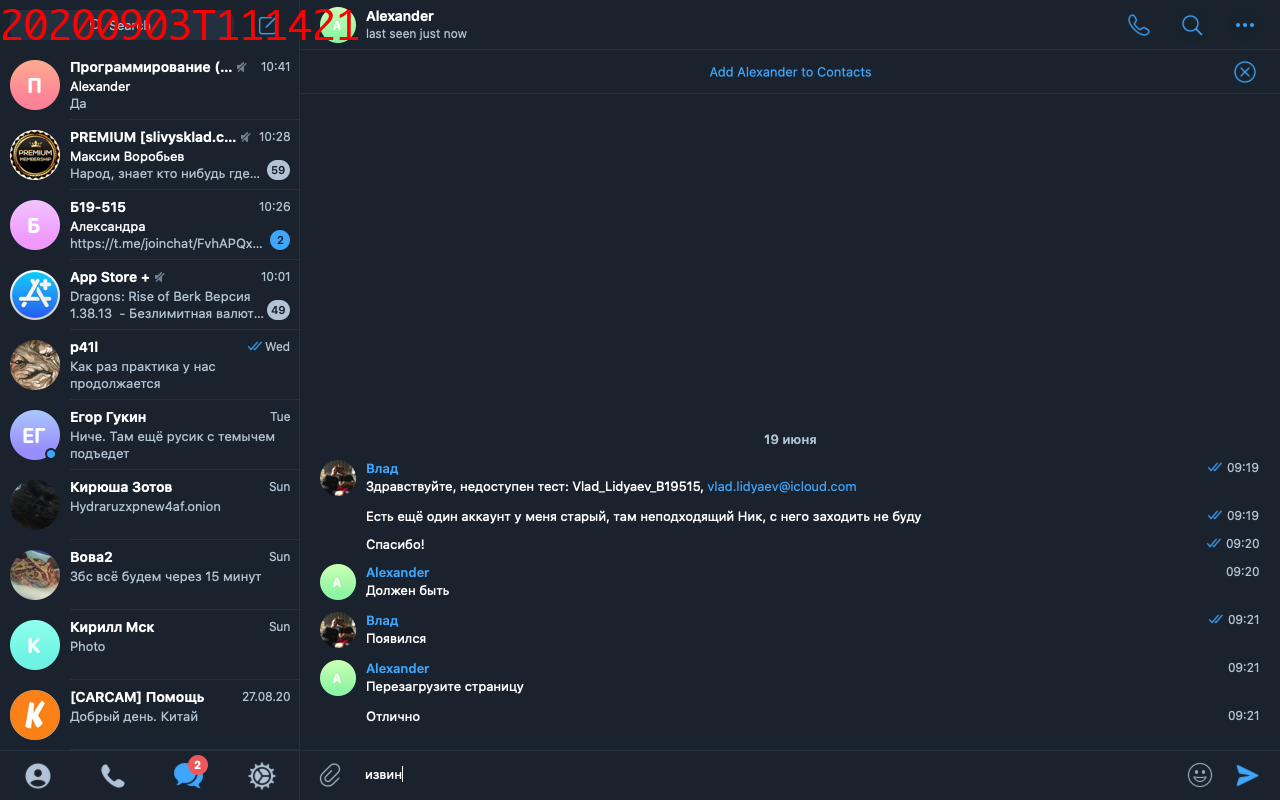 20200903T111421
Search
Программирование (... 10:41
Alexander
Да
PREMIUM [slivysklad.c... 10:28
Максим Воробьев
Народ, знает кто нибудь где... 59
Б19-515 10:26
Александра
https://t.me/joinchat/FvhAPQx... 2
App Store + 10:01
Dragons: Rise of Berk Версия
1.38.13 - Безлимитная валют... 49
p41l Wed
Как раз практика у нас
продолжается
Егор Гукин Tue
Ниче. Там ещё русик с темычем
подъедет
Кирюша Зотов Sun
Hydraruzxpnew4af.onion
Вова2 Sun
Збс всё будем через 15 минут
Кирилл Мск Sun
Photo
[CARCAM] Помощь 27.08.20
Добрый день. Китай
П
PREMIUM
MEMBERSHIP
Б
ЕГ
К
2
A
Alexander
last seen just now
Add Alexander to Contacts
19 июня
Влад 09:19
Здравствуйте, недоступен тест: Vlad_Lidyaev_B19515, vlad.lidyaev@icloud.com
Есть ещё один аккаунт у меня старый, там неподходящий Ник, с него заходить не буду 09:19
Спасибо! 09:20
A
Alexander 09:20
Должен быть
Влад 09:21
Появился
A
Alexander 09:21
Перезагрузите страницу
Отлично 09:21
извин